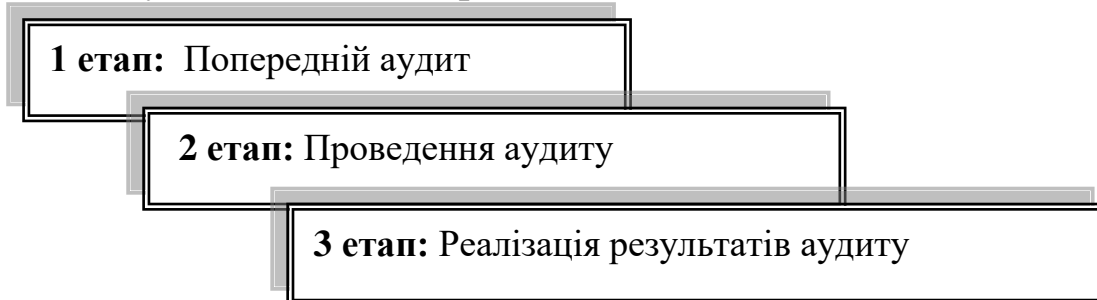 1 етап: Попередній аудит
2 етап: Проведення аудиту
3 етап: Реалізація результатів аудиту